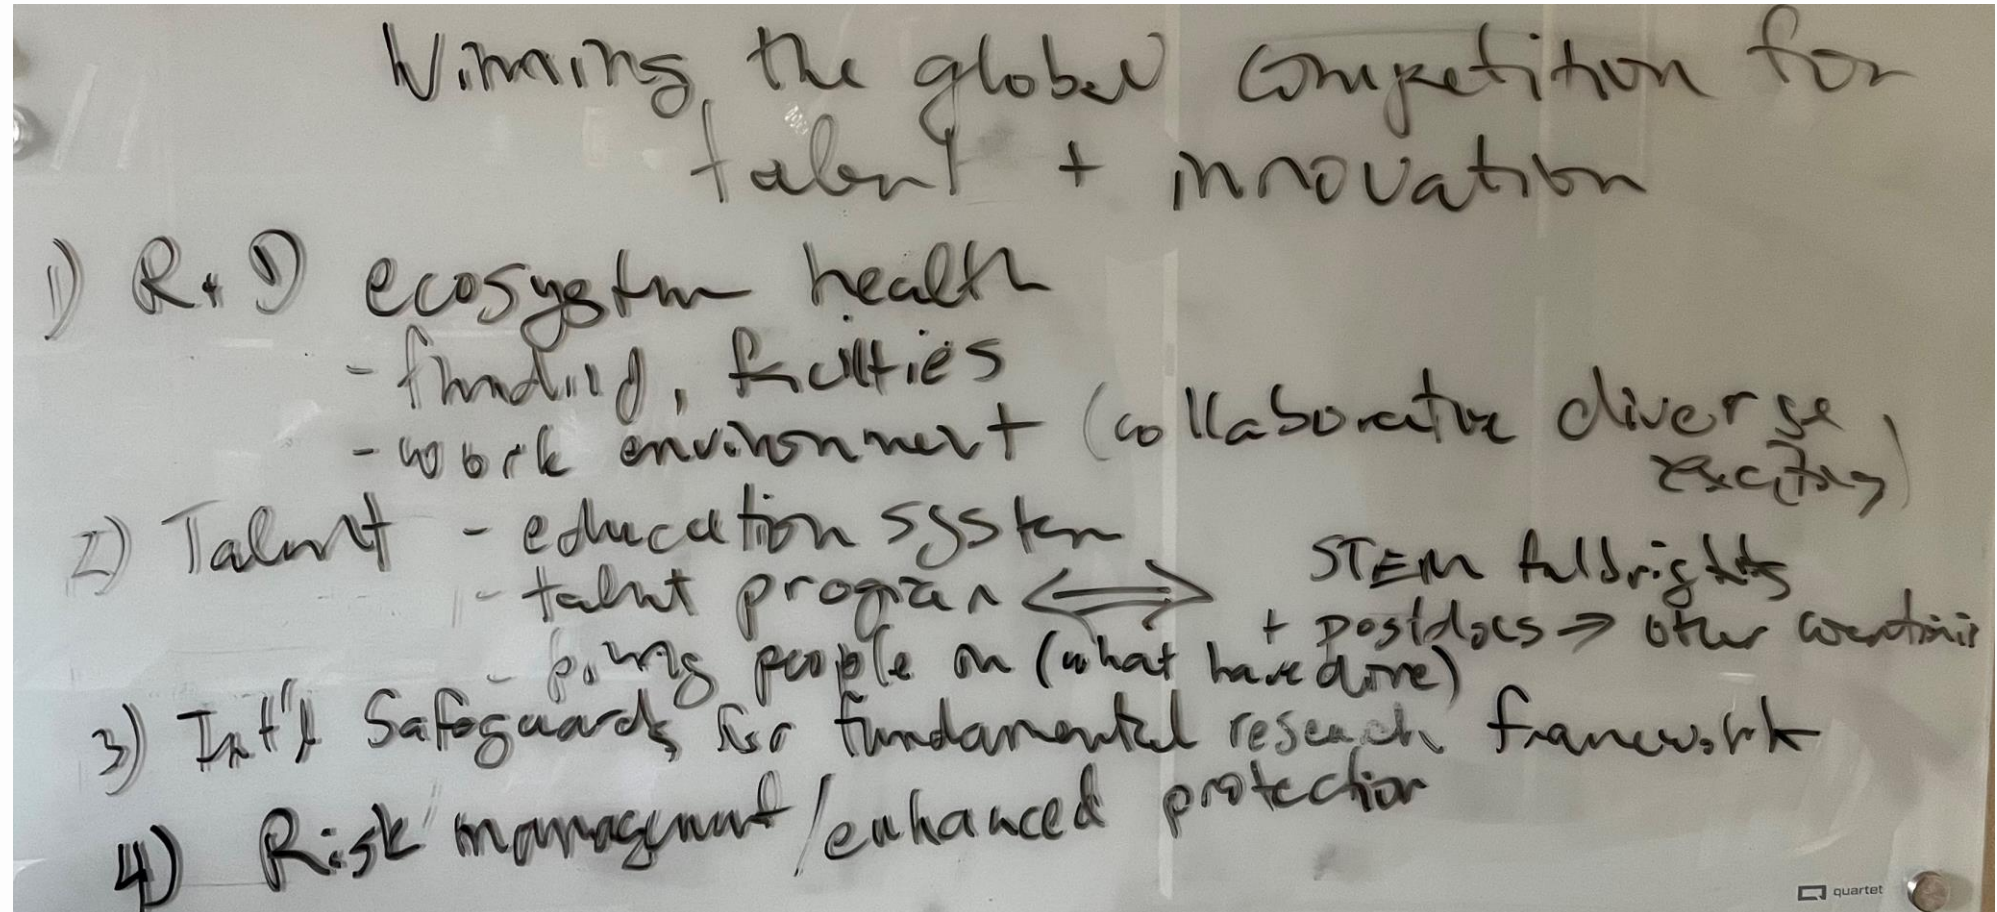 Winning the global competition for
talent + innovation
1) R+D ecosystem health
- funding, facilties
- work environment (collaborative diverse
exciting)
2) Talent - education system
- talent program ⟺ STEM fulbrights
+ postdocs ⇒ other countries
- people on (what have done)
3) Int'l Safeguards for fundamental research framework
4) Risk management/enhanced protection
quartet